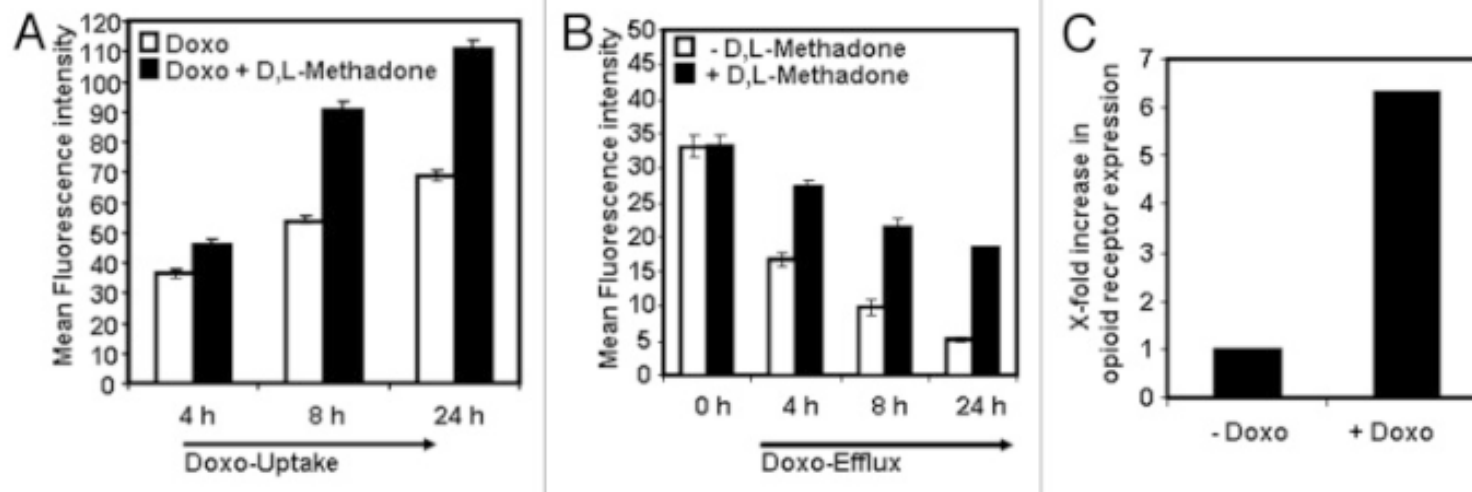 A
Mean Fluorescence intensity
120
110
100
90
80
70
60
50
40
30
20
10
0
Doxo
Doxo + D,L-Methadone
4 h 8 h 24 h
Doxo-Uptake
B
Mean Fluorescence intensity
50
45
40
35
30
25
20
15
10
5
0
- D,L-Methadone
+ D,L-Methadone
0 h 4 h 8 h 24 h
Doxo-Efflux
C
X-fold increase in
opioid receptor expression
7
6
5
4
3
2
1
0
- Doxo + Doxo